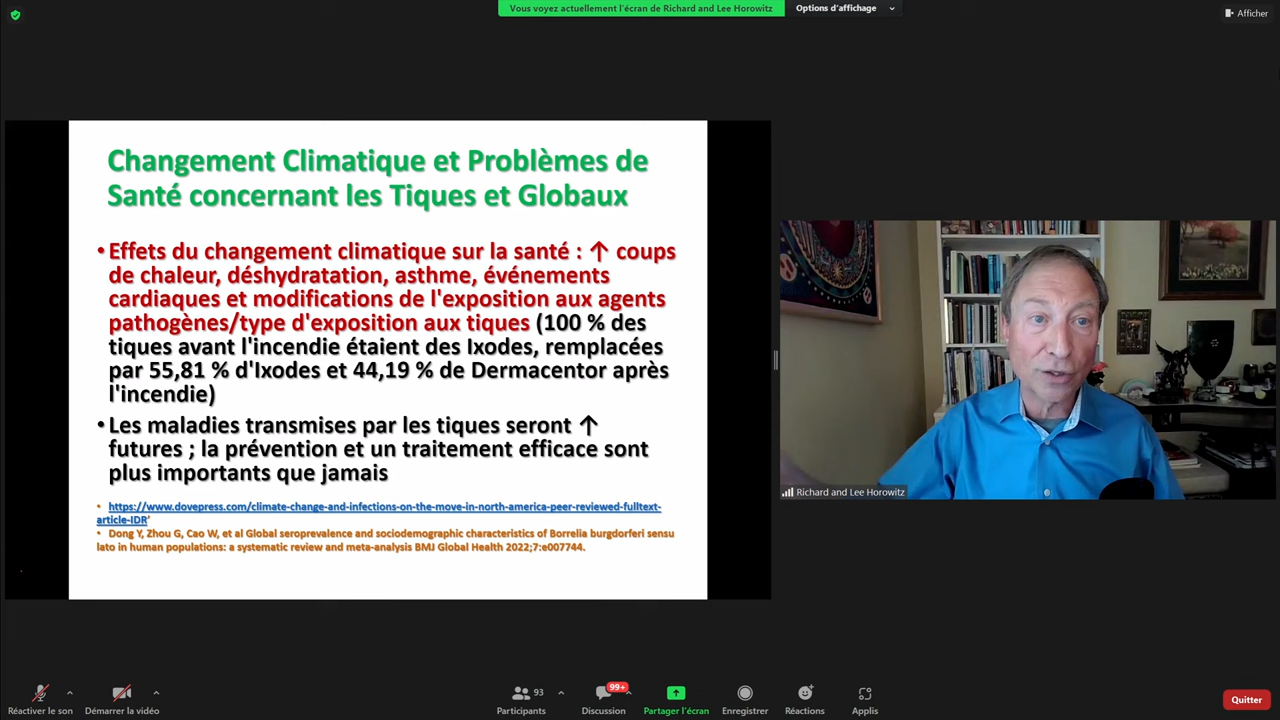 Vous voyez actuellement l'écran de Richard and Lee Horowitz
Options d'affichage
Afficher
Changement Climatique et Problèmes de
Santé concernant les Tiques et Globaux
• Effets du changement climatique sur la santé : ↑ coups
de chaleur, déshydratation, asthme, événements
cardiaques et modifications de l'exposition aux agents
pathogènes/type d'exposition aux tiques (100 % des
tiques avant l'incendie étaient des Ixodes, remplacées
par 55,81 % d'Ixodes et 44,19 % de Dermacentor après
l'incendie)
• Les maladies transmises par les tiques seront ↑
futures ; la prévention et un traitement efficace sont
plus importants que jamais
• https://www.dovepress.com/climate-change-and-infections-on-the-move-in-north-america-peer-reviewed-fulltext-
article-IDR'
• Dong Y, Zhou G, Cao W, et al Global seroprevalence and sociodemographic characteristics of Borrelia burgdorferi sensu
lato in human populations: a systematic review and meta-analysis BMJ Global Health 2022;7:e007744.
Richard and Lee Horowitz
93
99+
Réactiver le son
Démarrer la vidéo
Participants
Discussion
Partager l'écran
Enregistrer
Réactions
Applis
Quitter